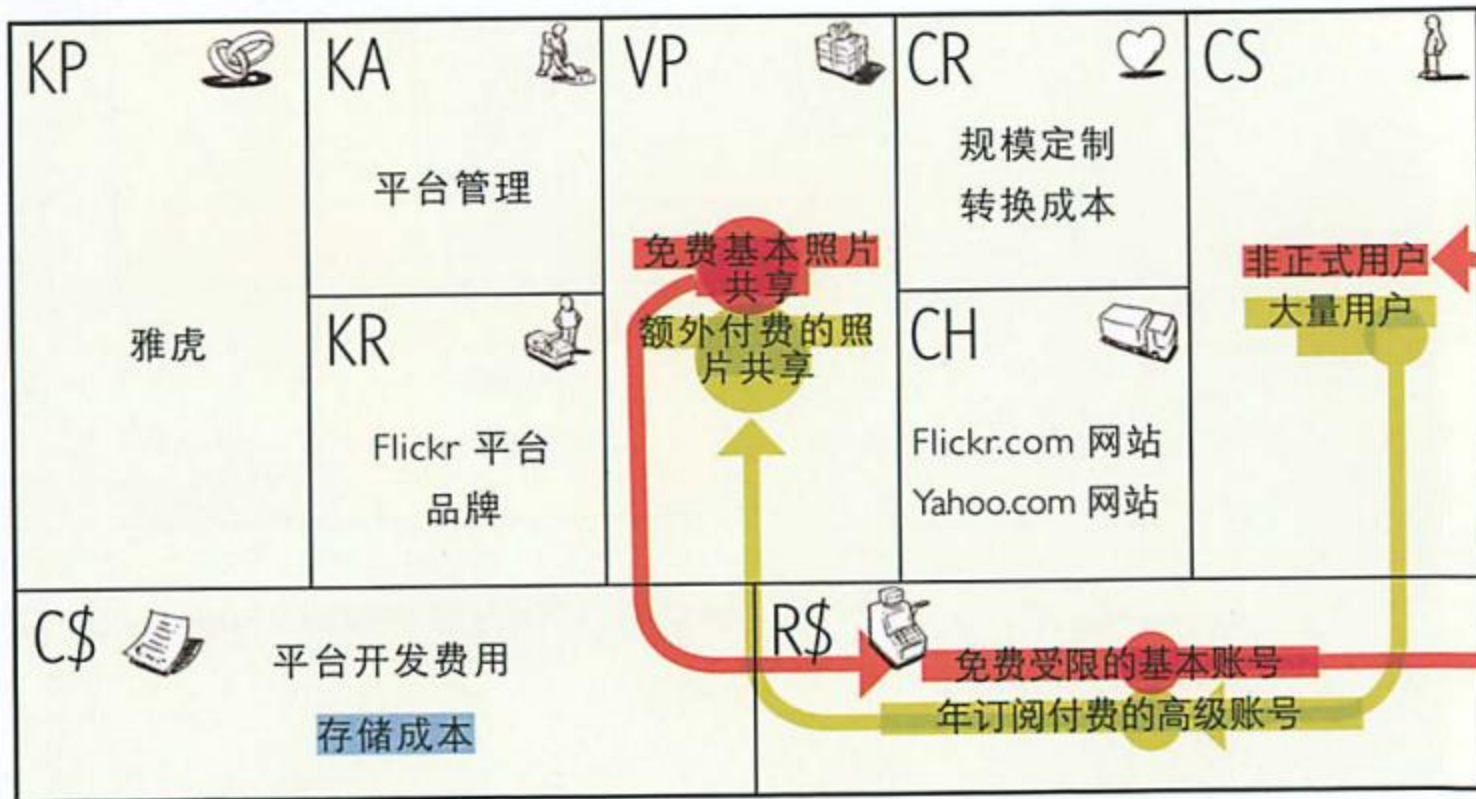 KP
雅虎
KA
平台管理
KR
Flickr 平台
品牌
VP
免费基本照片
共享
额外付费的照
片共享
CR
规模定制
转换成本
CH
Flickr.com 网站
Yahoo.com 网站
CS
非正式用户
大量用户
C$
平台开发费用
存储成本
R$
免费受限的基本账号
年订阅付费的高级账号